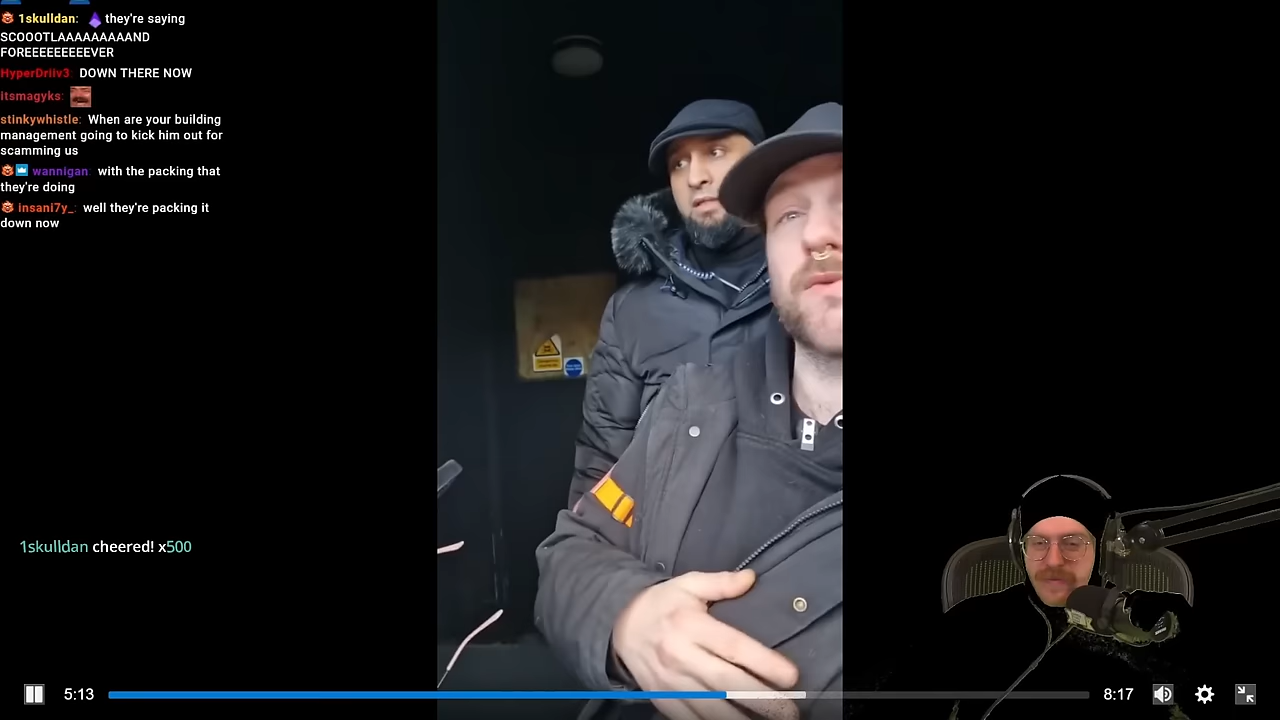 1skulldan: they're saying
SCOOOTLAAAAAAAAAND
FOREEEEEEEEEVER
HyperDriiv3 DOWN THERE NOW
itsmagyks:
stinkywhistle: When are your building
management going to kick him out for
scamming us
wannigan: with the packing that
they're doing
insani7y_: well they're packing it
down now
1skulldan cheered! x500
5:13
8:17